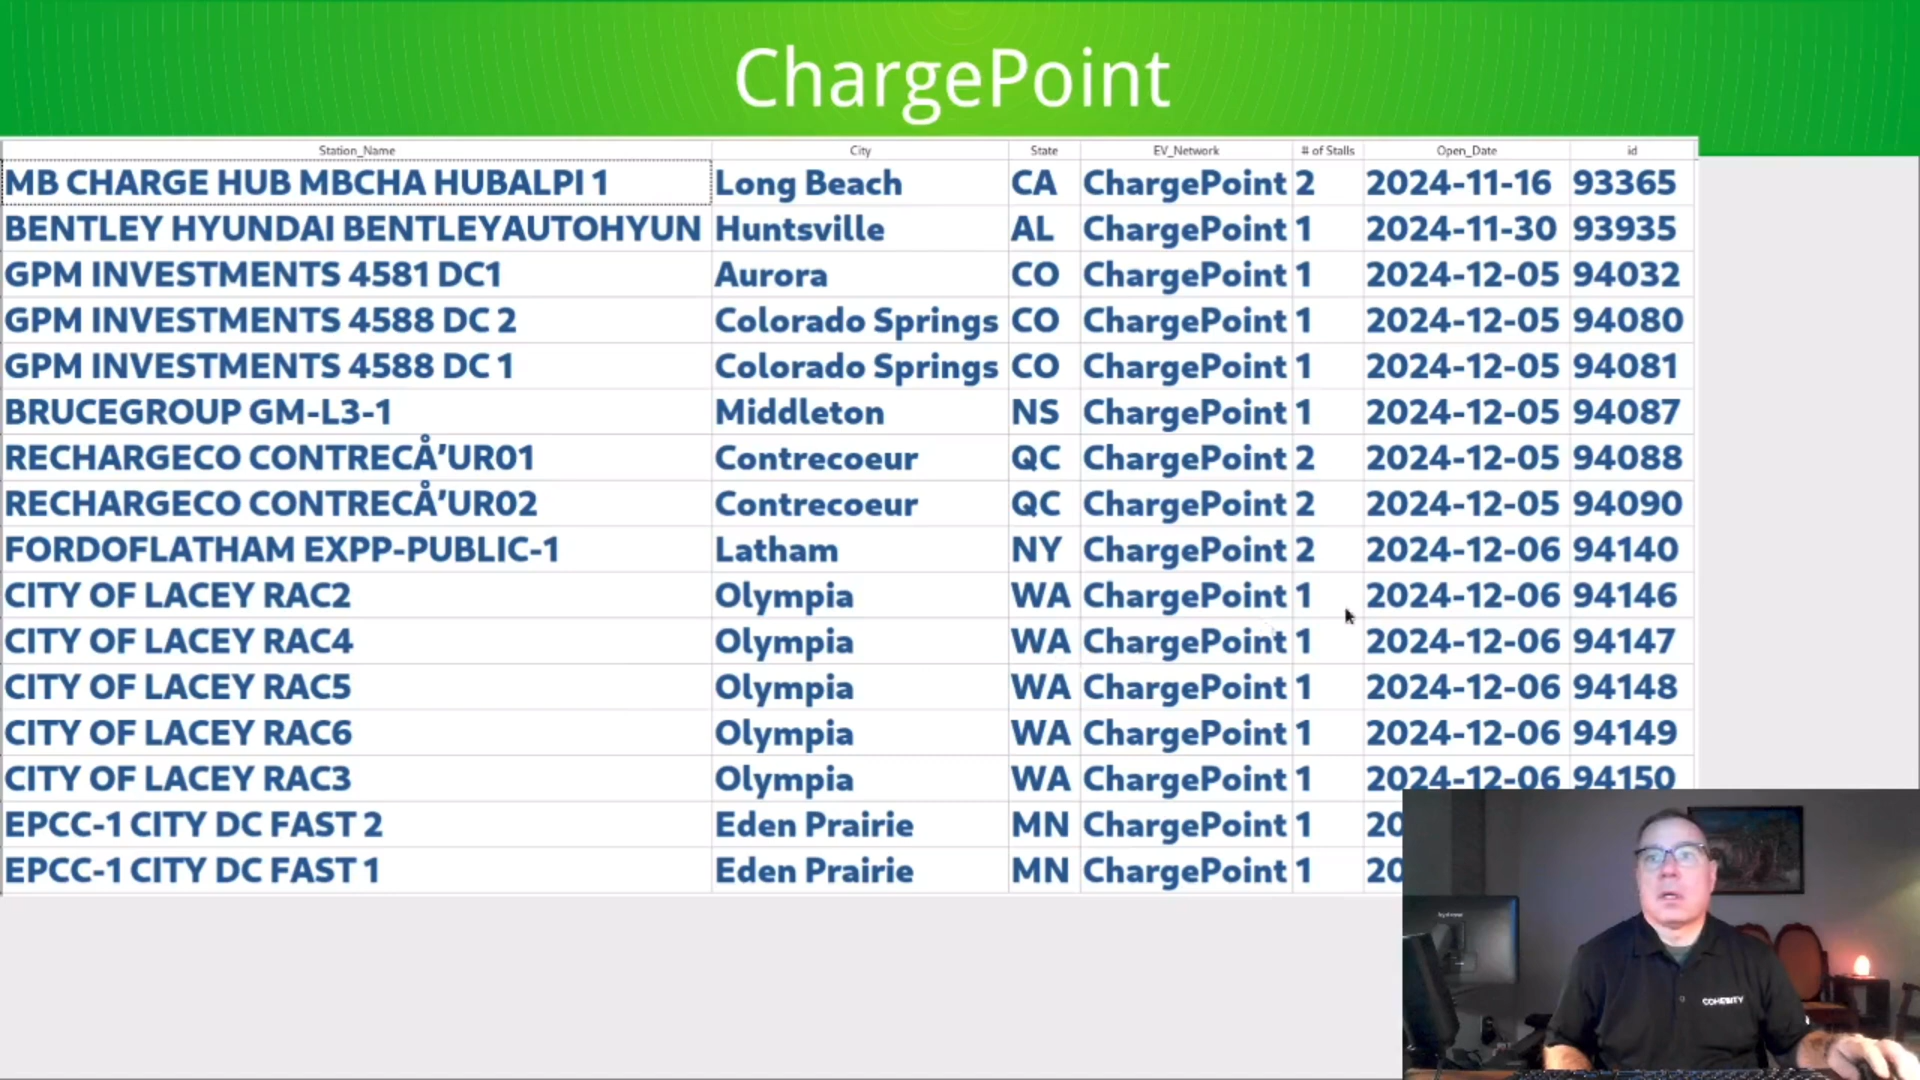 ChargePoint
Station_Name City State EV_Network # of Stalls Open_Date id
MB CHARGE HUB MBCHA HUBALPI 1 Long Beach CA ChargePoint 2 2024-11-16 93365
BENTLEY HYUNDAI BENTLEYAUTOHYUN Huntsville AL ChargePoint 1 2024-11-30 93935
GPM INVESTMENTS 4581 DC1 Aurora CO ChargePoint 1 2024-12-05 94032
GPM INVESTMENTS 4588 DC 2 Colorado Springs CO ChargePoint 1 2024-12-05 94080
GPM INVESTMENTS 4588 DC 1 Colorado Springs CO ChargePoint 1 2024-12-05 94081
BRUCEGROUP GM-L3-1 Middleton NS ChargePoint 1 2024-12-05 94087
RECHARGECO CONTRECÅ’UR01 Contrecoeur QC ChargePoint 2 2024-12-05 94088
RECHARGECO CONTRECÅ’UR02 Contrecoeur QC ChargePoint 2 2024-12-05 94090
FORDOFLATHAM EXPP-PUBLIC-1 Latham NY ChargePoint 2 2024-12-06 94140
CITY OF LACEY RAC2 Olympia WA ChargePoint 1 2024-12-06 94146
CITY OF LACEY RAC4 Olympia WA ChargePoint 1 2024-12-06 94147
CITY OF LACEY RAC5 Olympia WA ChargePoint 1 2024-12-06 94148
CITY OF LACEY RAC6 Olympia WA ChargePoint 1 2024-12-06 94149
CITY OF LACEY RAC3 Olympia WA ChargePoint 1 2024-12-06 94150
EPCC-1 CITY DC FAST 2 Eden Prairie MN ChargePoint 1 20
EPCC-1 CITY DC FAST 1 Eden Prairie MN ChargePoint 1 20
COHESITY